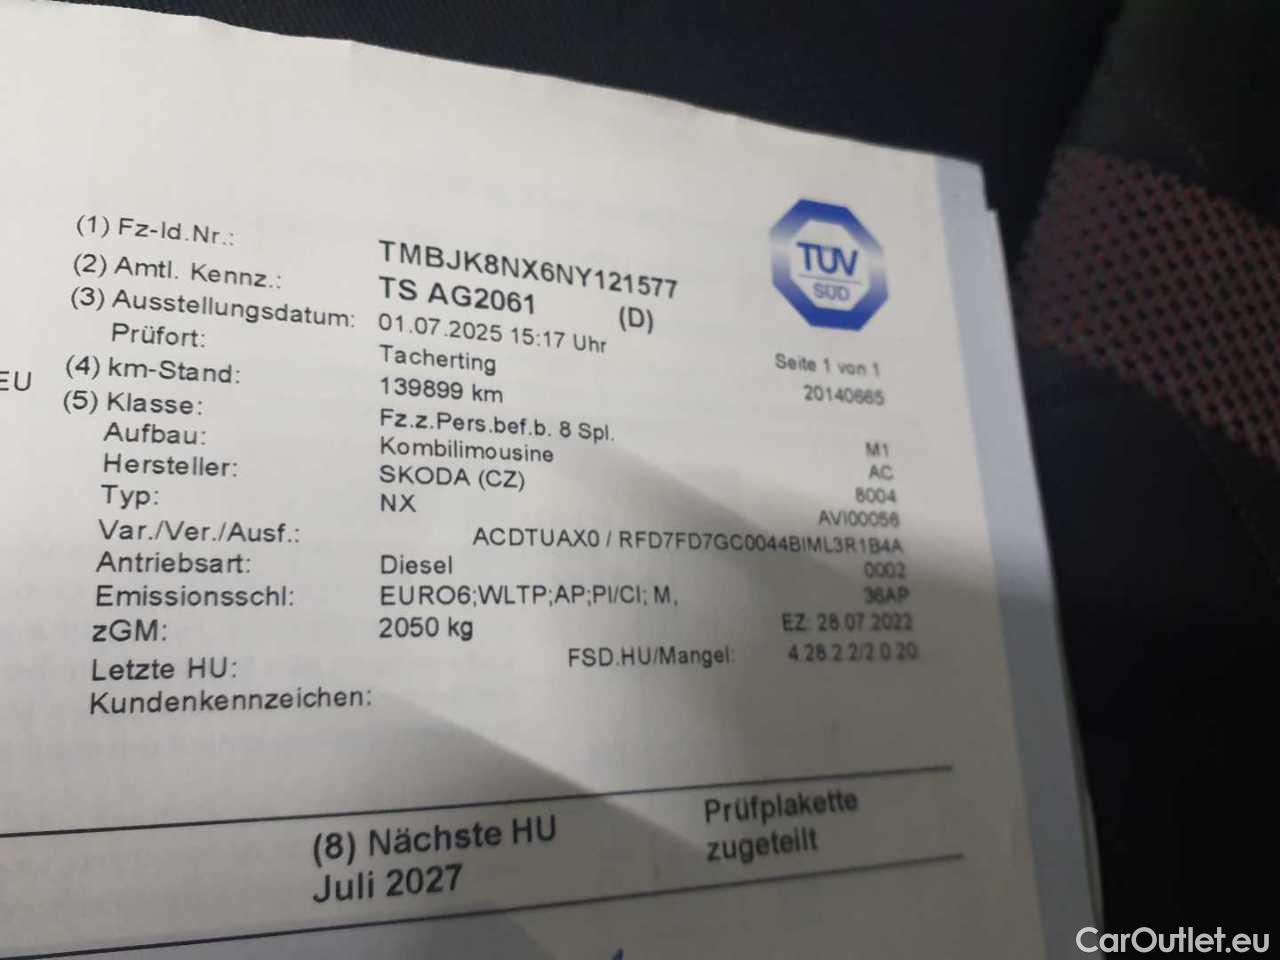 TÜV
SÜD
(1) Fz-Id.Nr.: TMBJK8NX6NY121577
(2) Amtl. Kennz.: TS AG2061 (D)
(3) Ausstellungsdatum: 01.07.2025 15:17 Uhr
Seite 1 von 1
Prüfort: Tacherting 20140665
EU
(4) km-Stand: 139899 km
(5) Klasse: Fz.z.Pers.bef.b. 8 Spl. M1
Aufbau: Kombilimousine AC
Hersteller: SKODA (CZ) 8004
Typ: NX AVI00056
Var./Ver./Ausf.: ACDTUAX0 / RFD7FD7GC0044BIML3R1B4A
Antriebsart: Diesel 0002
Emissionsschl: EURO6;WLTP;AP;PI/CI; M, 36AP
zGM: 2050 kg EZ: 28.07.2022
Letzte HU: FSD.HU/Mangel: 4.28.2.2/2.0.20
Kundenkennzeichen:
(8) Nächste HU
Juli 2027
Prüfplakette
zugeteilt
CarOutlet.eu